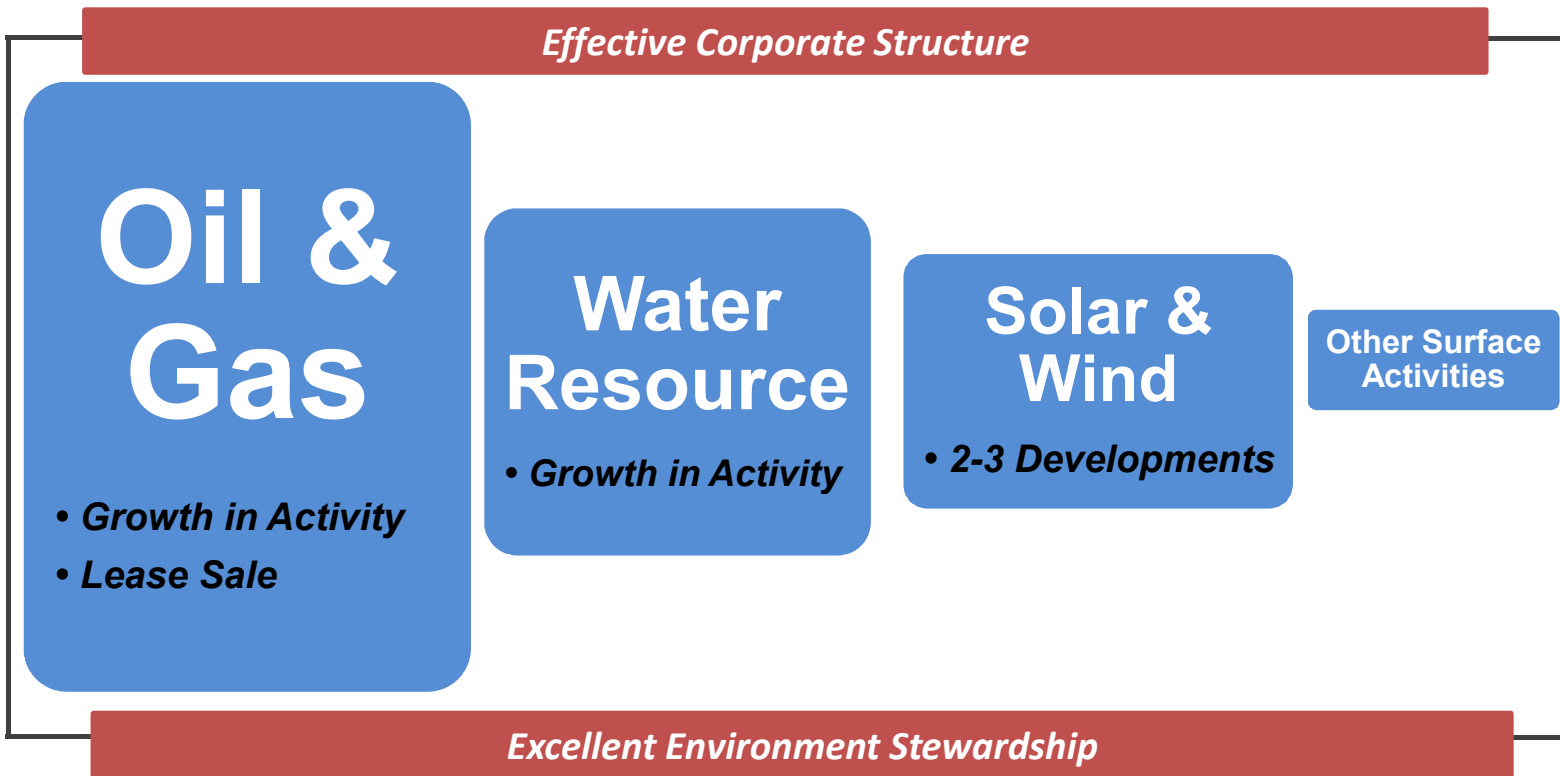 Effective Corporate Structure
Oil &
Gas
• Growth in Activity
• Lease Sale
Water
Resource
• Growth in Activity
Solar &
Wind
• 2-3 Developments
Other Surface
Activities
Excellent Environment Stewardship